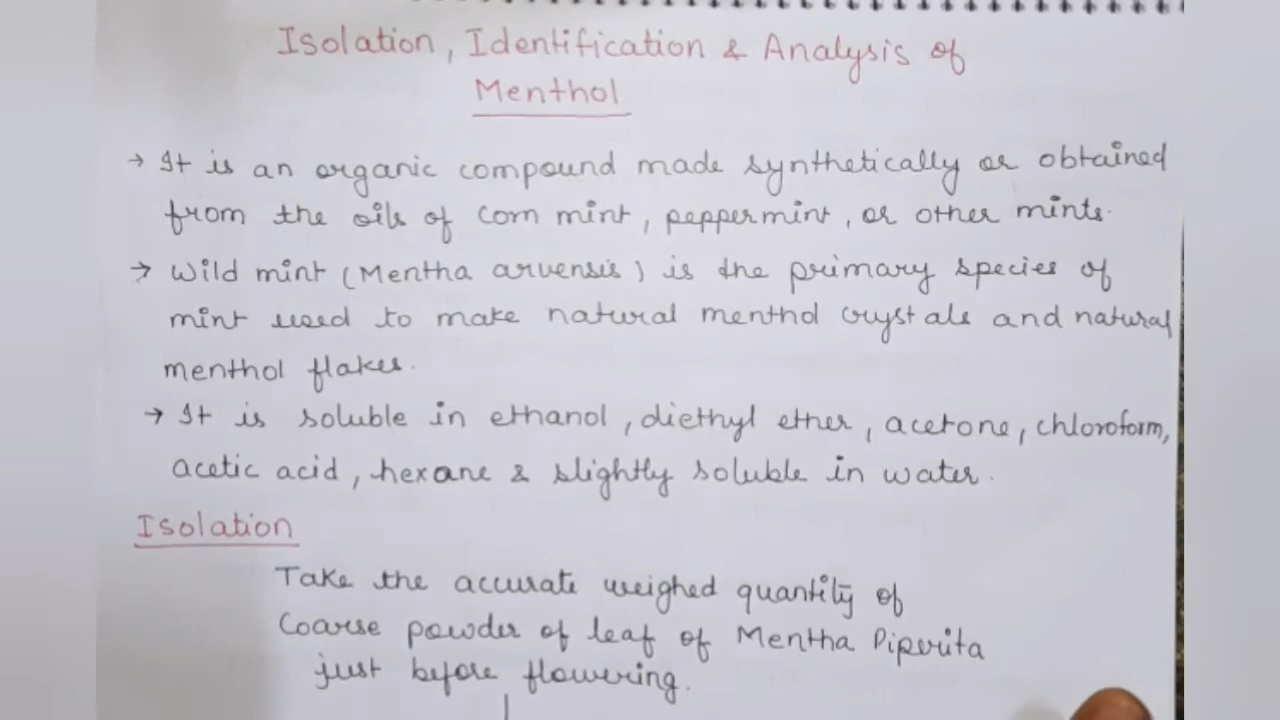 Isolation, Identification & Analysis of
Menthol
→ It is an organic compound made synthetically or obtained
from the oils of corn mint, peppermint, or other mints.
→ Wild mint (Mentha arvensis) is the primary species of
mint used to make natural menthol crystals and natural
menthol flakes.
→ It is soluble in ethanol, diethyl ether, acetone, chloroform,
acetic acid, hexane & slightly soluble in water.
Isolation
Take the accurate weighed quantity of
Coarse powder of leaf of Mentha Piperita
just before flowering.